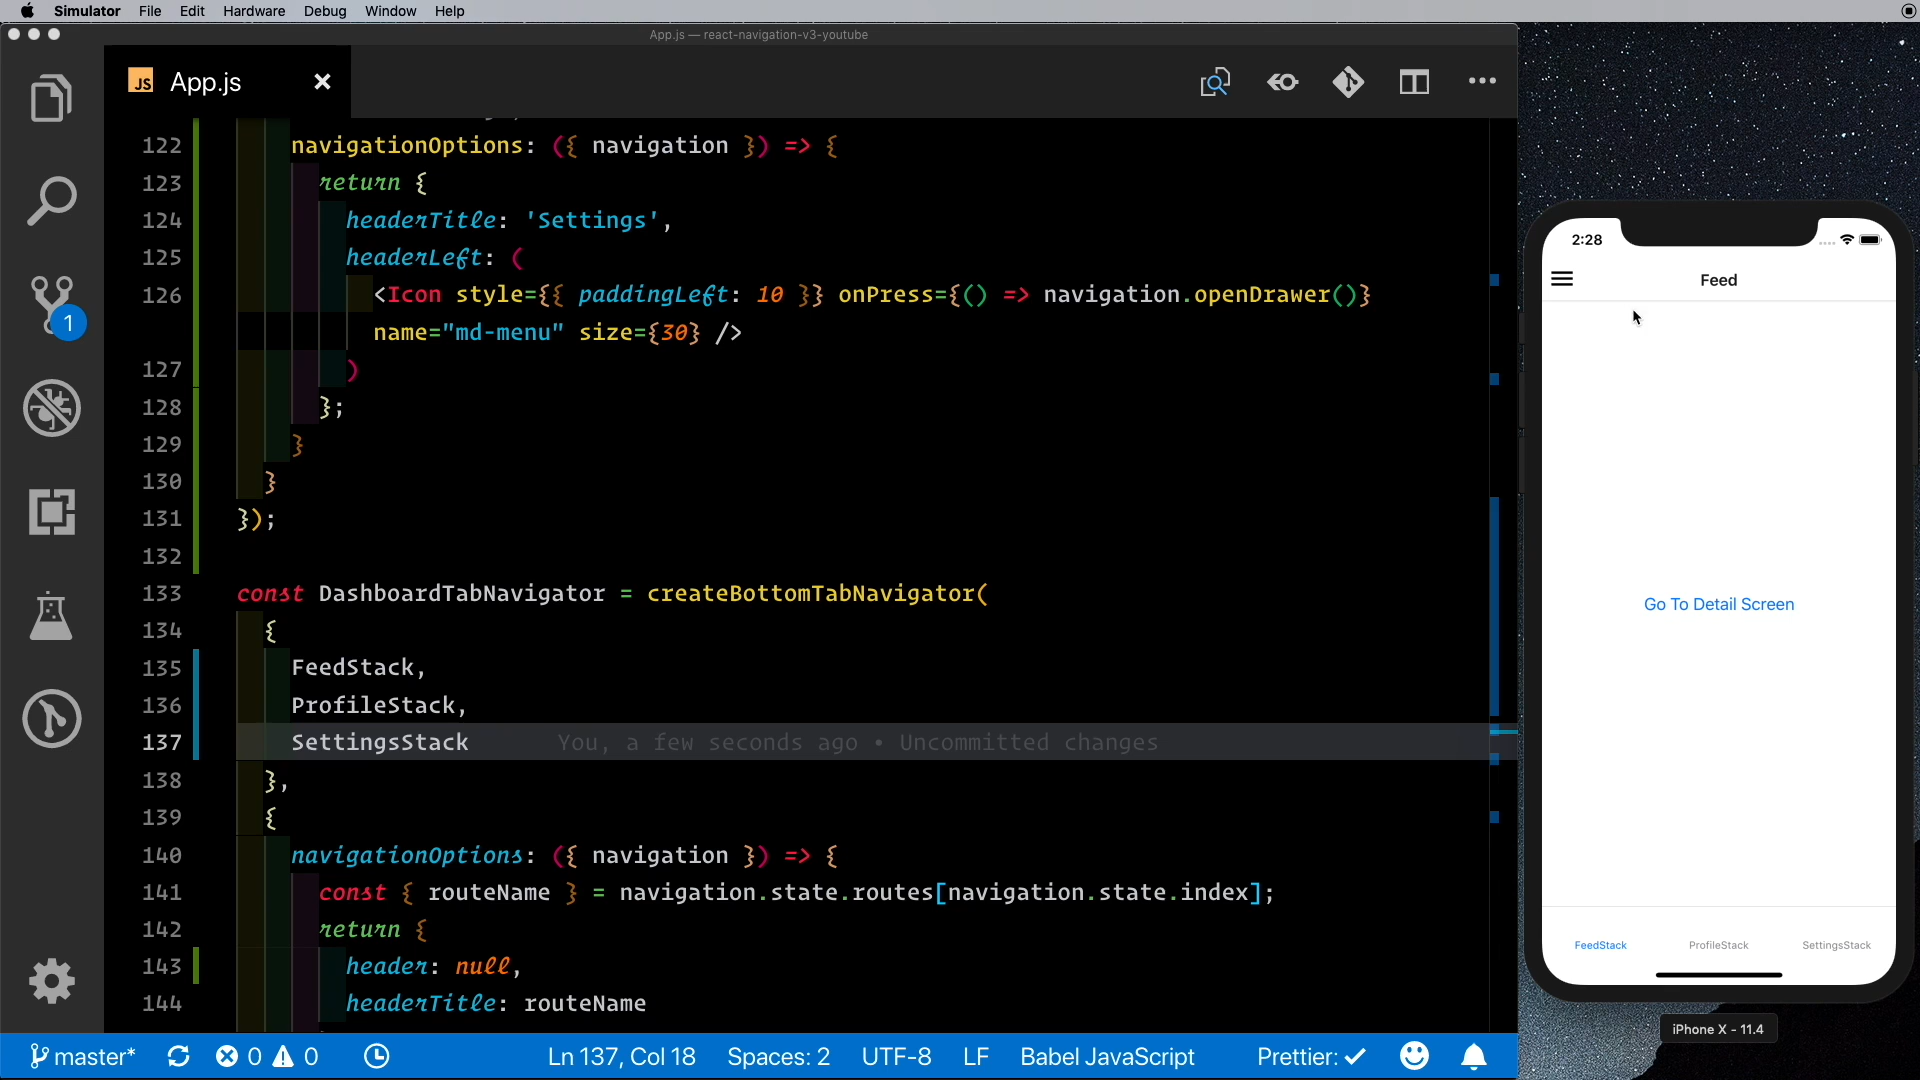 Simulator File Edit Hardware Debug Window Help
App.js — react-navigation-v3-youtube
JS App.js
122 navigationOptions: ({ navigation }) => {
123 return {
124 headerTitle: 'Settings',
125 headerLeft: (
126 <Icon style={{ paddingLeft: 10 }} onPress={() => navigation.openDrawer()}
name="md-menu" size={30} />
127 )
128 };
129 }
130 }
131 });
132
133 const DashboardTabNavigator = createBottomTabNavigator(
134 {
135 FeedStack,
136 ProfileStack,
137 SettingsStack You, a few seconds ago • Uncommitted changes
138 },
139 {
140 navigationOptions: ({ navigation }) => {
141 const { routeName } = navigation.state.routes[navigation.state.index];
142 return {
143 header: null,
144 headerTitle: routeName
1
master* 0 0 Ln 137, Col 18 Spaces: 2 UTF-8 LF Babel JavaScript Prettier: ✓
2:28
Feed
Go To Detail Screen
FeedStack ProfileStack SettingsStack
iPhone X - 11.4